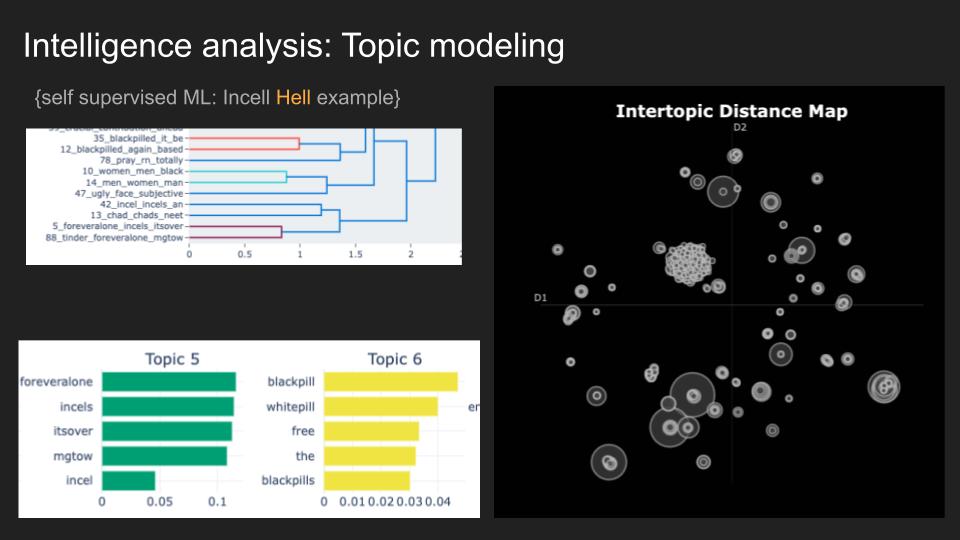 Intelligence analysis: Topic modeling
{self supervised ML: Incell Hell example}
35_blackpilled_it_be
12_blackpilled_again_based
78_pray_rn_totally
10_women_men_black
14_men_women_man
47_ugly_face_subjective
42_incel_incels_an
13_chad_chads_neet
5_foreveralone_incels_itsover
88_tinder_foreveralone_mgtow
0 0.5 1 1.5 2
Topic 5
foreveralone
incels
itsover
mgtow
incel
0 0.05 0.1
Topic 6
blackpill
whitepill
free
the
blackpills
0 0.01 0.02 0.03 0.04
er
Intertopic Distance Map
D2
D1